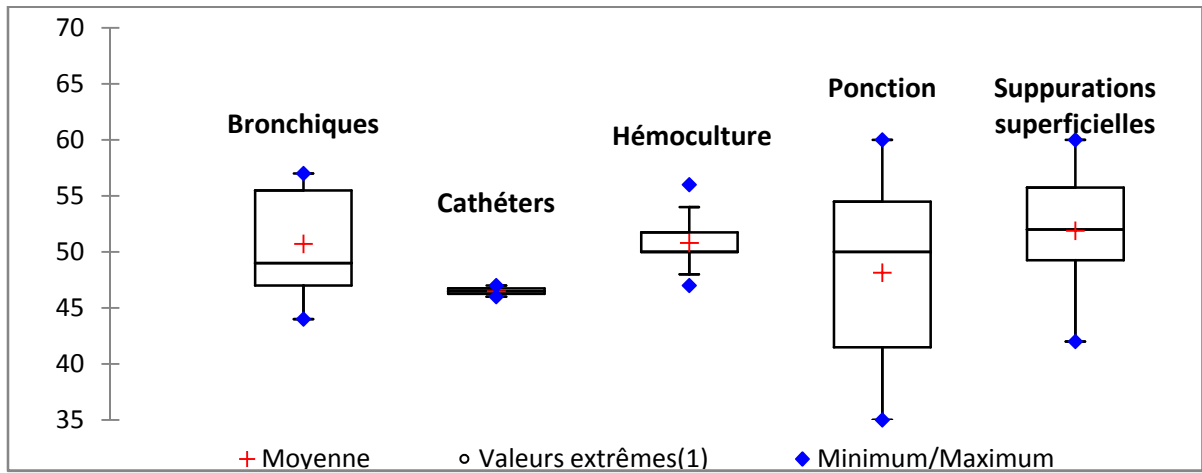 70
65
60
55
50
45
40
35
Bronchiques
Cathéters
Hémoculture
Ponction
Suppurations
superficielles
Moyenne
Valeurs extrêmes(1)
Minimum/Maximum